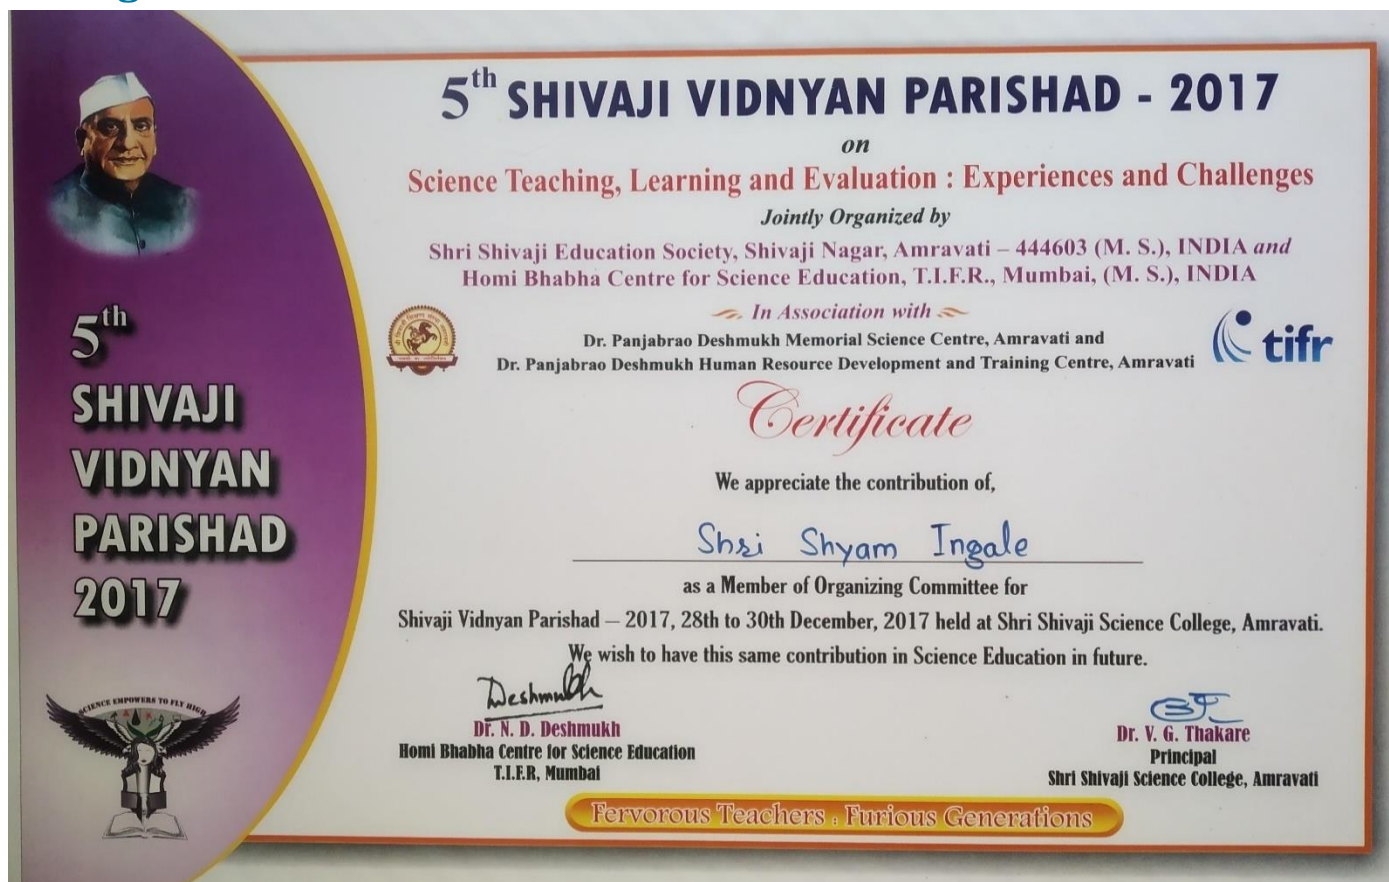 5th SHIVAJI VIDNYAN PARISHAD - 2017
on
Science Teaching, Learning and Evaluation : Experiences and Challenges
Jointly Organized by
Shri Shivaji Education Society, Shivaji Nagar, Amravati – 444603 (M. S.), INDIA and
Homi Bhabha Centre for Science Education, T.I.F.R., Mumbai, (M. S.), INDIA
In Association with
Dr. Panjabrao Deshmukh Memorial Science Centre, Amravati and
Dr. Panjabrao Deshmukh Human Resource Development and Training Centre, Amravati
tifr
Certificate
We appreciate the contribution of,
Shri Shyam Ingale
as a Member of Organizing Committee for
Shivaji Vidnyan Parishad – 2017, 28th to 30th December, 2017 held at Shri Shivaji Science College, Amravati.
We wish to have this same contribution in Science Education in future.
Deshmukh
Dr. N. D. Deshmukh
Homi Bhabha Centre for Science Education
T.I.F.R, Mumbai
Dr. V. G. Thakare
Principal
Shri Shivaji Science College, Amravati
Fervorous Teachers : Furious Generations
5th
SHIVAJI
VIDNYAN
PARISHAD
2017
SCIENCE EMPOWERS TO FLY HIGH